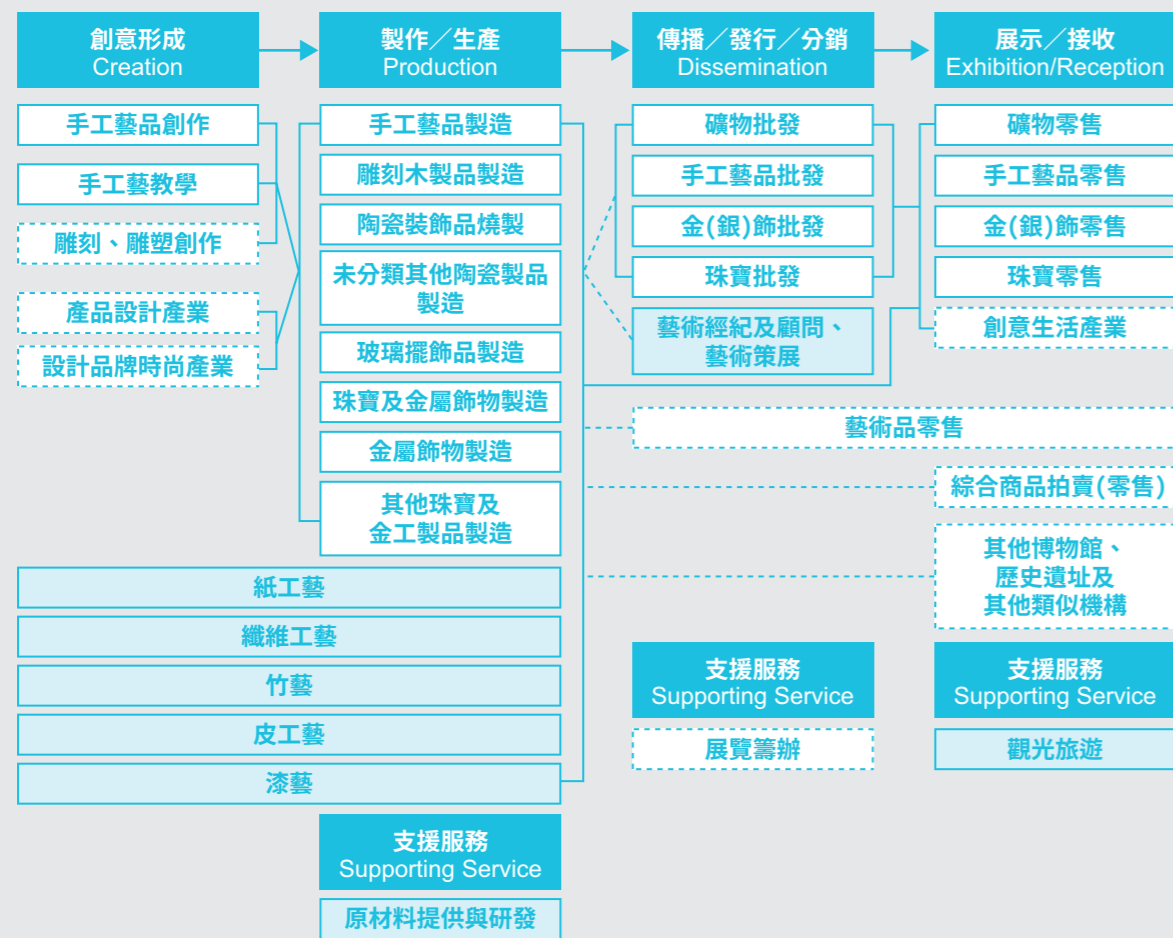 創意形成
Creation
製作／生產
Production
傳播／發行／分銷
Dissemination
展示／接收
Exhibition/Reception
手工藝品創作
手工藝教學
雕刻、雕塑創作
產品設計產業
設計品牌時尚產業
手工藝品製造
雕刻木製品製造
陶瓷裝飾品燒製
未分類其他陶瓷製品
製造
玻璃擺飾品製造
珠寶及金屬飾物製造
金屬飾物製造
其他珠寶及
金工製品製造
礦物批發
手工藝品批發
金(銀)飾批發
珠寶批發
藝術經紀及顧問、
藝術策展
礦物零售
手工藝品零售
金(銀)飾零售
珠寶零售
創意生活產業
藝術品零售
綜合商品拍賣(零售)
其他博物館、
歷史遺址及
其他類似機構
紙工藝
纖維工藝
竹藝
皮工藝
漆藝
支援服務
Supporting Service
原材料提供與研發
支援服務
Supporting Service
展覽籌辦
支援服務
Supporting Service
觀光旅遊